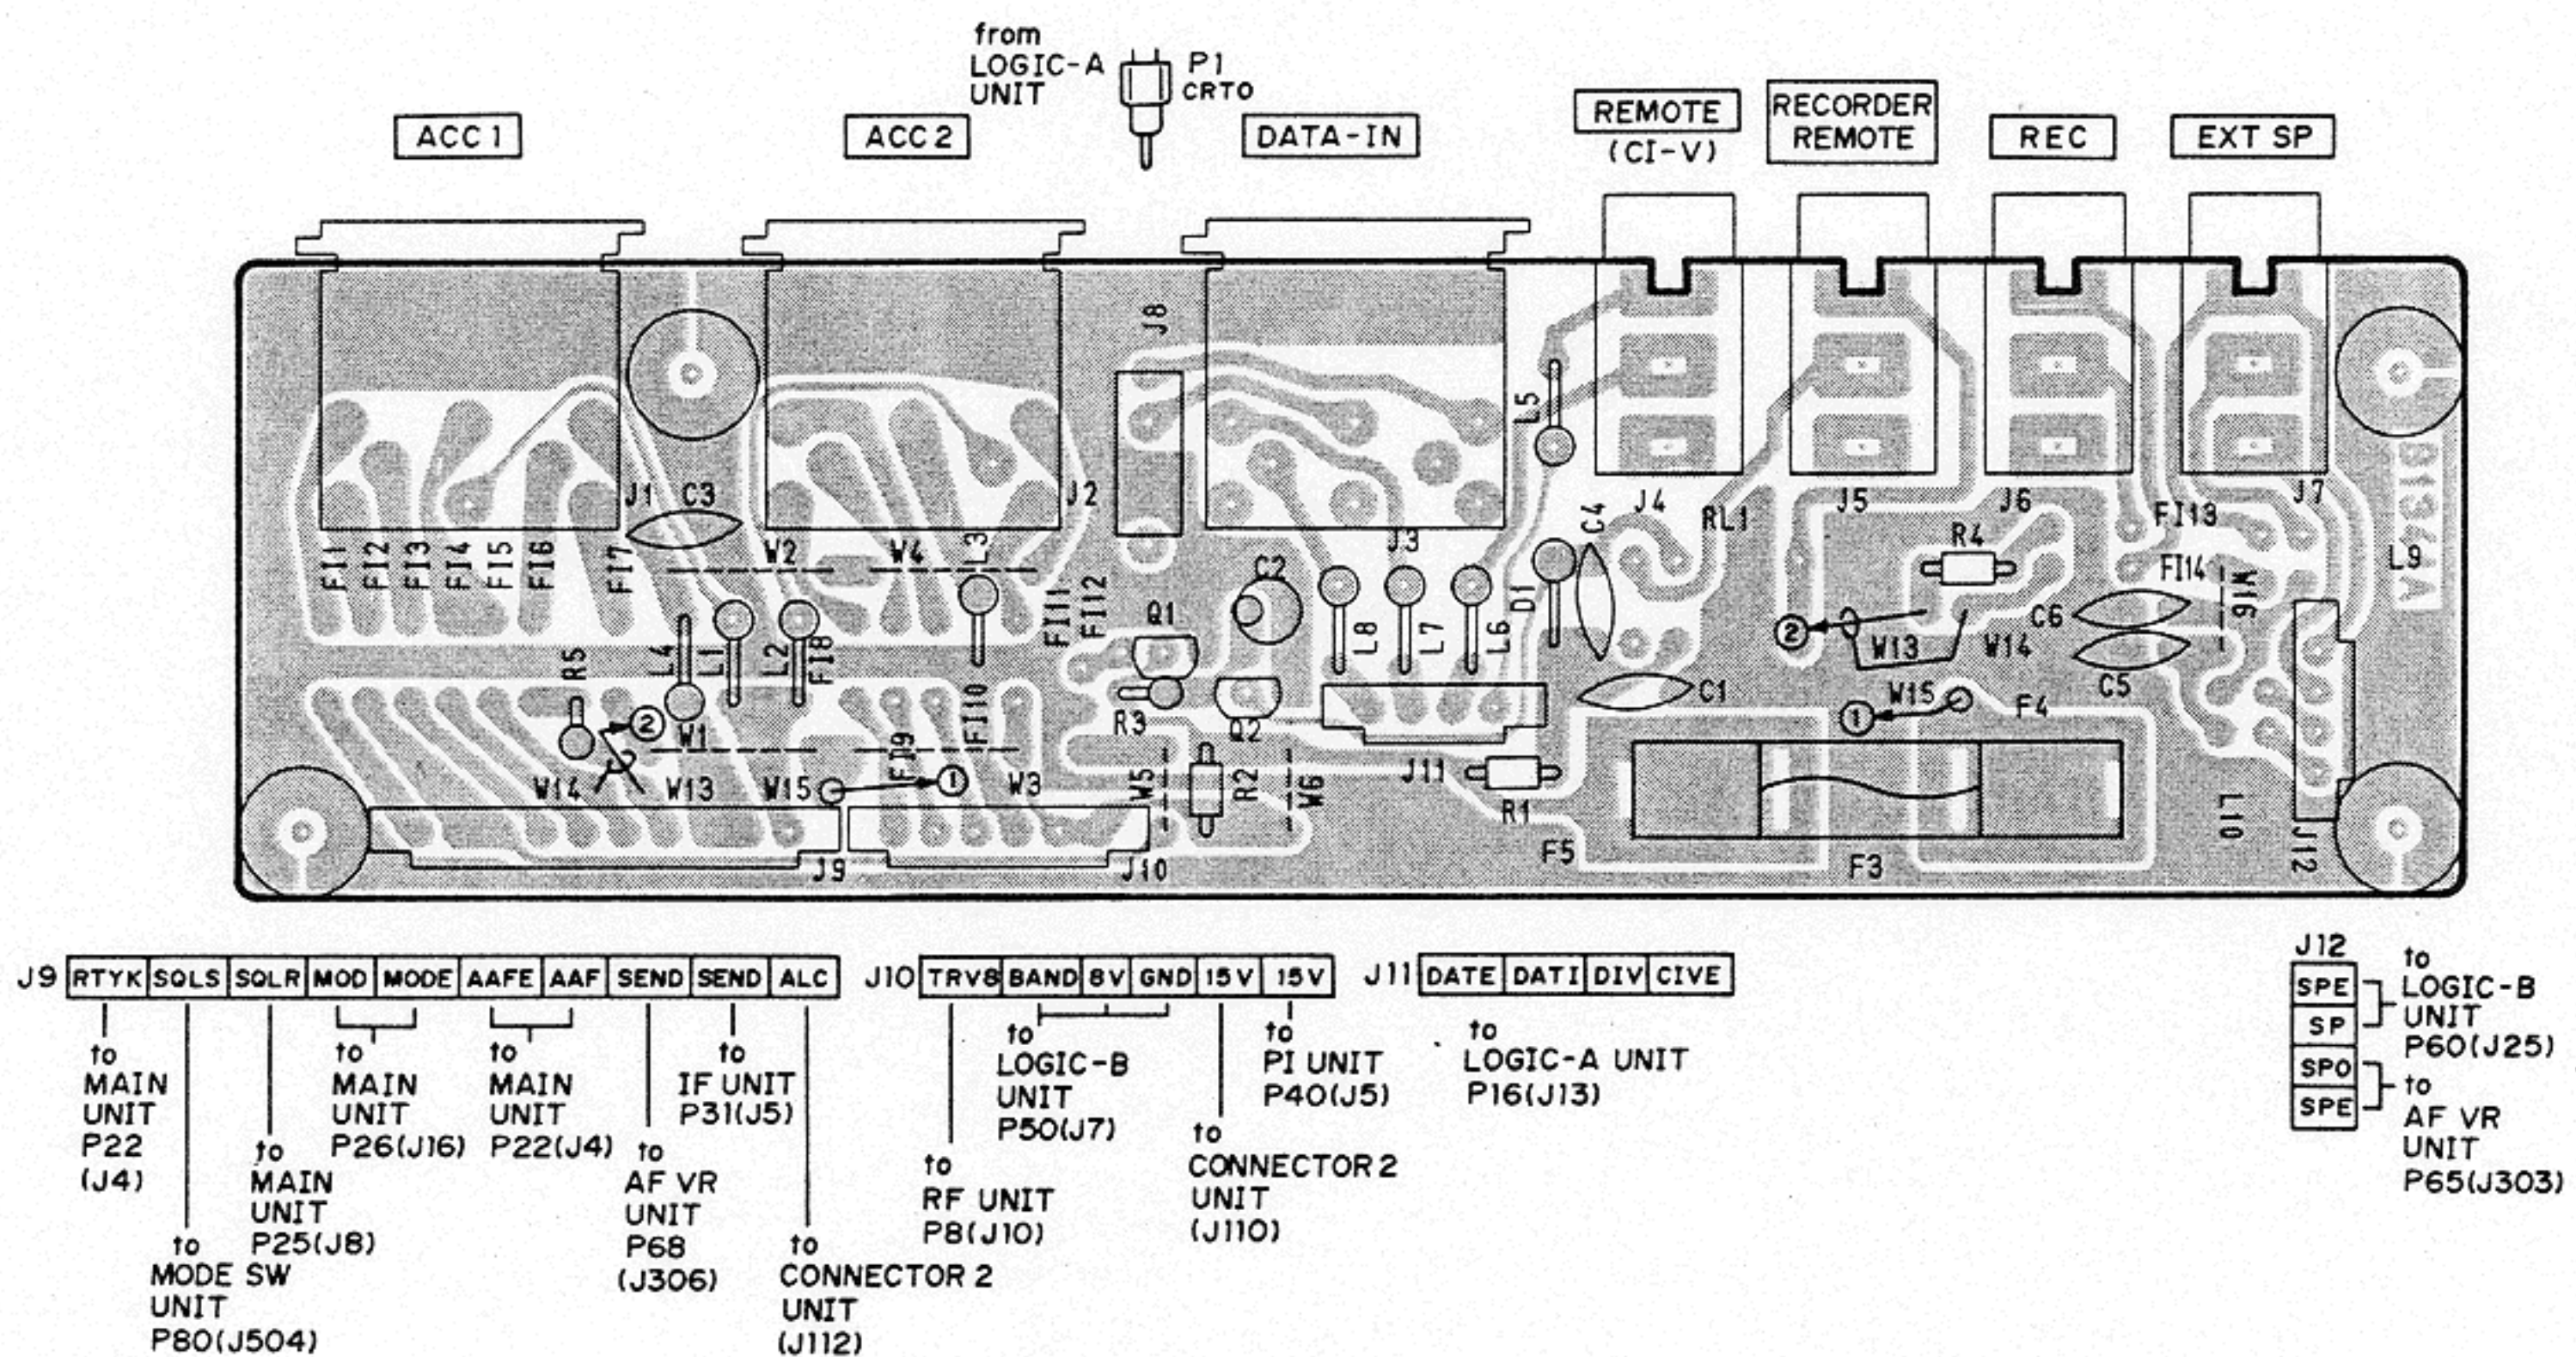 from
LOGIC-A
UNIT
P1
CRTO
ACC 1
ACC 2
DATA-IN
REMOTE
(CI-V)
RECORDER
REMOTE
REC
EXT SP
J8
L5
J1
C3
J2
J4
RL1
J5
J6
J7
FI13
FI14
W16
L9
B134A
FI1
FI2
FI3
FI4
FI5
FI6
FI7
W2
W4
L3
FI11
FI12
Q1
C2
J3
D1
C4
R4
C6
C5
R5
L4
L1
L2
FI8
L8
L7
L6
2
W13
W14
2
W1
FI9
FI10
R3
Q2
C1
W15
1
F4
W14
W13
W15
1
W3
W5
R2
W6
J11
R1
L10
J9
J10
F5
F3
J12
J9 RTYK SQLS SQLR MOD MODE AAFE AAF SEND SEND ALC
J10 TRV8 BAND 8V GND 15V 15V
J11 DATE DATI DIV CIVE
to
MAIN
UNIT
P22
(J4)
to
MODE SW
UNIT
P80(J504)
to
MAIN
UNIT
P25(J8)
to
MAIN
UNIT
P26(J16)
to
MAIN
UNIT
P22(J4)
to
AF VR
UNIT
P68
(J306)
to
IF UNIT
P31(J5)
to
CONNECTOR 2
UNIT
(J112)
to
RF UNIT
P8(J10)
to
LOGIC-B
UNIT
P50(J7)
to
CONNECTOR 2
UNIT
(J110)
to
PI UNIT
P40(J5)
to
LOGIC-A UNIT
P16(J13)
J12
SPE
SP
SPO
SPE
to
LOGIC-B
UNIT
P60(J25)
to
AF VR
UNIT
P65(J303)